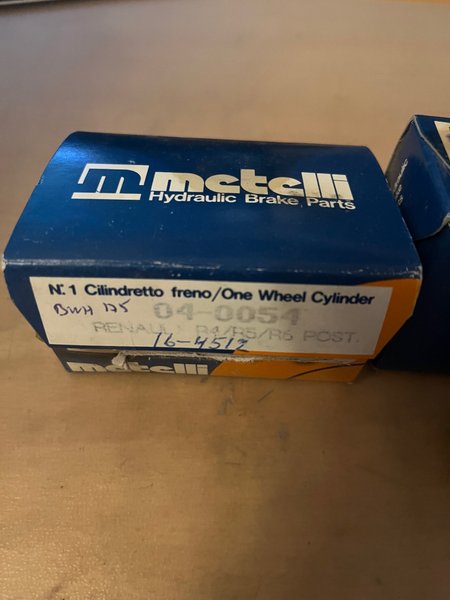 metelli
Hydraulic Brake Parts
N.° 1 Cilindretto freno/One Wheel Cylinder
04-0054
RENAUL R4/R5/R6 POST.
16-4512
metelli